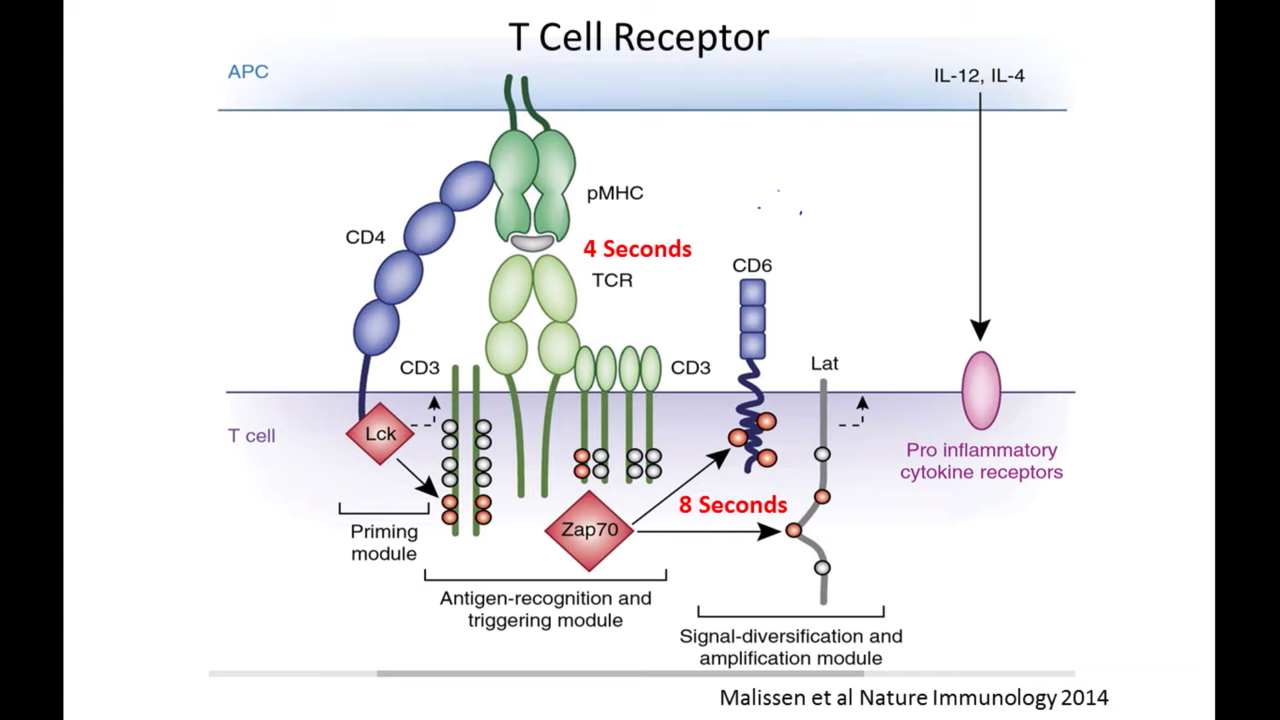 T Cell Receptor
APC
IL-12, IL-4
pMHC
CD4
4 Seconds
TCR
CD6
CD3
CD3
Lat
T cell
Lck
Pro inflammatory
cytokine receptors
8 Seconds
Zap70
Priming
module
Antigen-recognition and
triggering module
Signal-diversification and
amplification module
Malissen et al Nature Immunology 2014